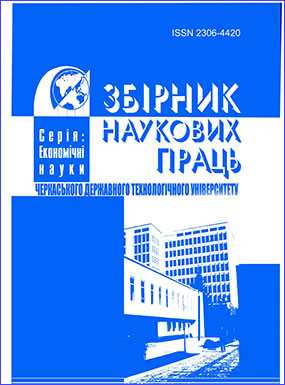 ISSN 2306-4420
ЗБІРНИК
НАУКОВИХ
ПРАЦЬ
Серія:
Економічні
науки
ЧЕРКАСЬКОГО ДЕРЖАВНОГО ТЕХНОЛОГІЧНОГО УНІВЕРСИТЕТУ